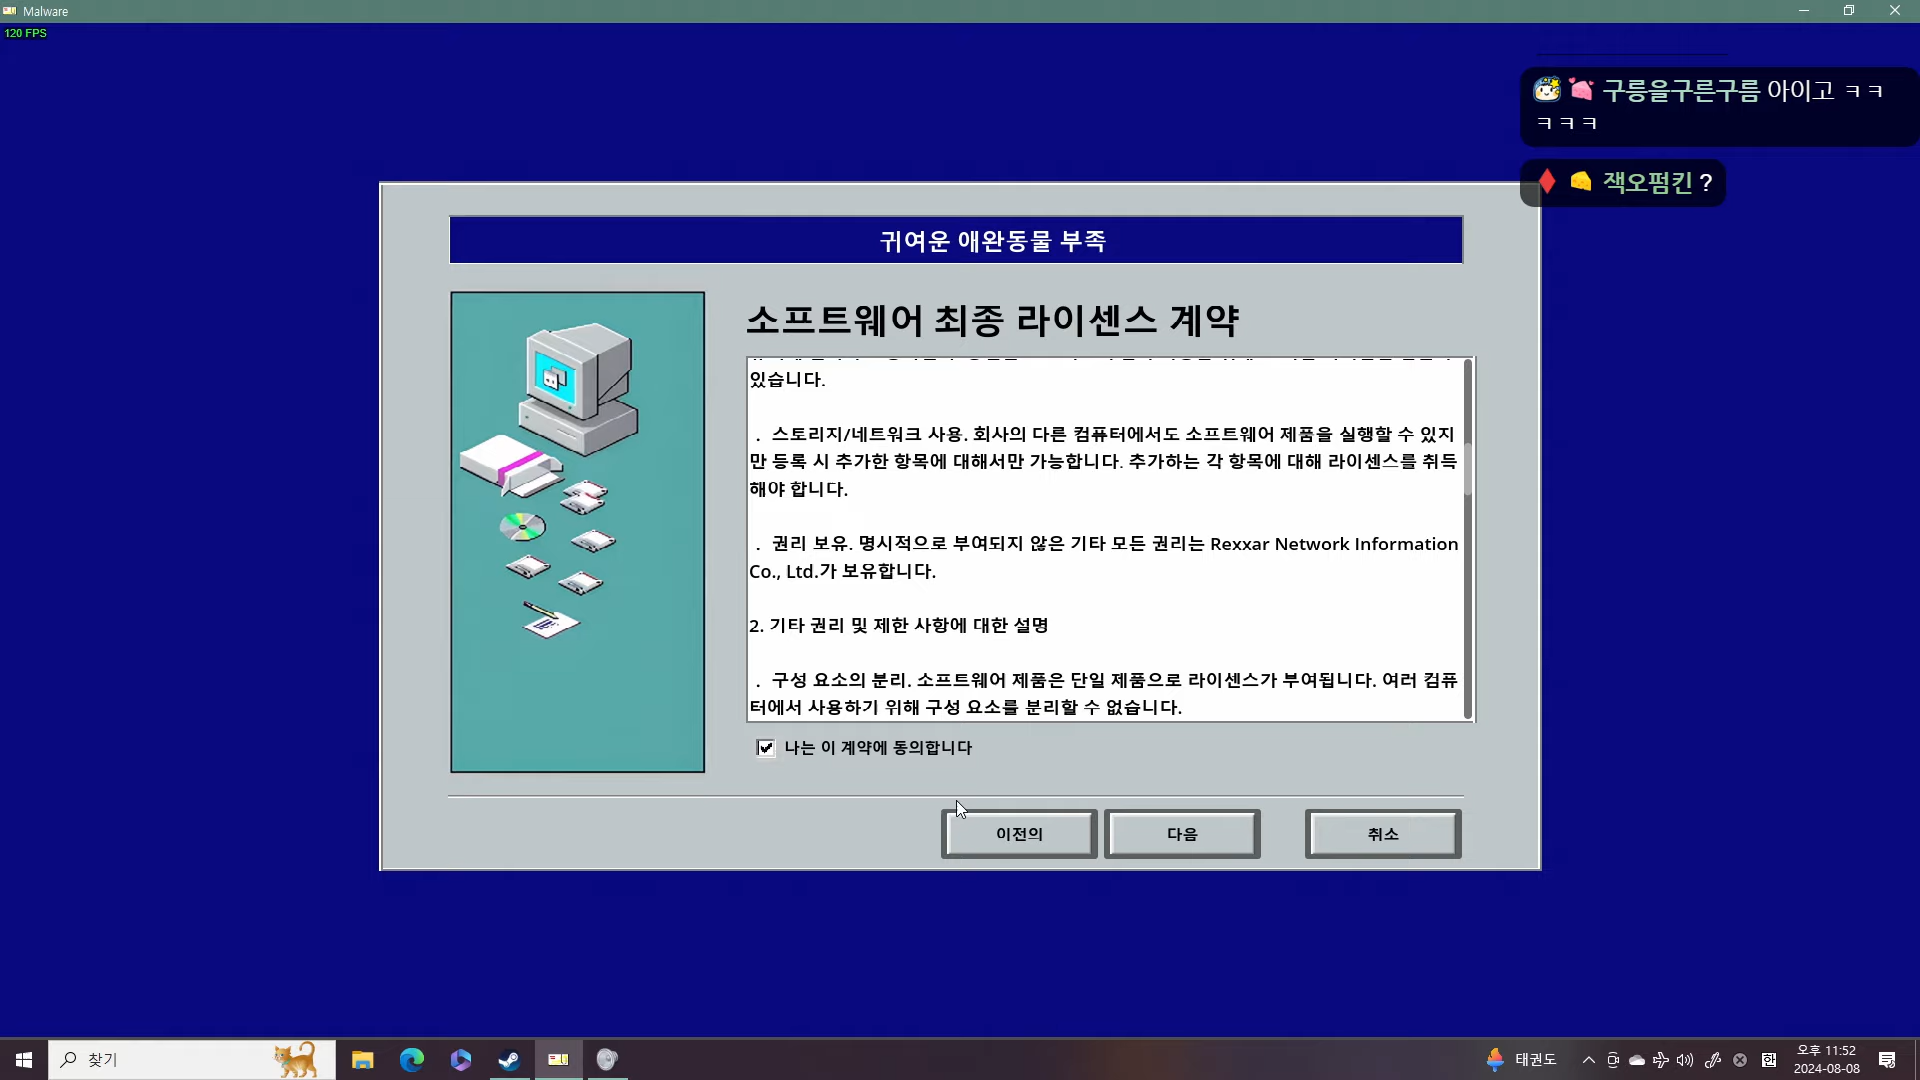 Malware
120 FPS
구릉을구른구름 아이고 ㅋㅋ
ㅋㅋㅋ
잭오펌킨 ?
귀여운 애완동물 부족
소프트웨어 최종 라이센스 계약
있습니다.
. 스토리지/네트워크 사용. 회사의 다른 컴퓨터에서도 소프트웨어 제품을 실행할 수 있지
만 등록 시 추가한 항목에 대해서만 가능합니다. 추가하는 각 항목에 대해 라이센스를 취득
해야 합니다.
. 권리 보유. 명시적으로 부여되지 않은 기타 모든 권리는 Rexxar Network Information
Co., Ltd.가 보유합니다.
2. 기타 권리 및 제한 사항에 대한 설명
. 구성 요소의 분리. 소프트웨어 제품은 단일 제품으로 라이센스가 부여됩니다. 여러 컴퓨
터에서 사용하기 위해 구성 요소를 분리할 수 없습니다.
나는 이 계약에 동의합니다
이전의
다음
취소
찾기
태권도
한
오후 11:52
2024-08-08